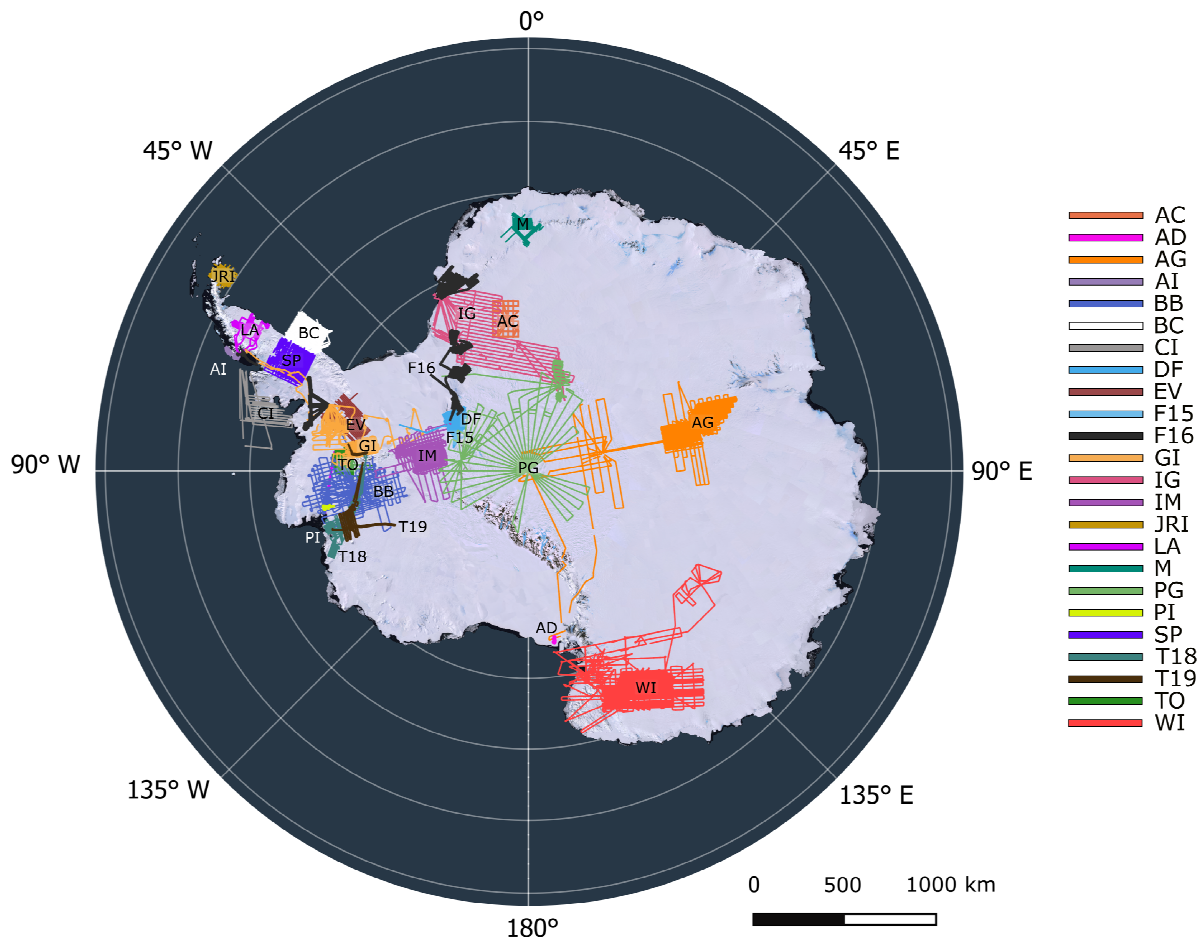 0°
45° W
45° E
90° W
90° E
135° W
135° E
180°
M
JRI
IG
AC
LA
BC
AI
SP
F16
CI
EV
DF
F15
AG
GI
TO
IM
PG
BB
PI
T19
T18
AD
WI
AC
AD
AG
AI
BB
BC
CI
DF
EV
F15
F16
GI
IG
IM
JRI
LA
M
PG
PI
SP
T18
T19
TO
WI
0 500 1000 km